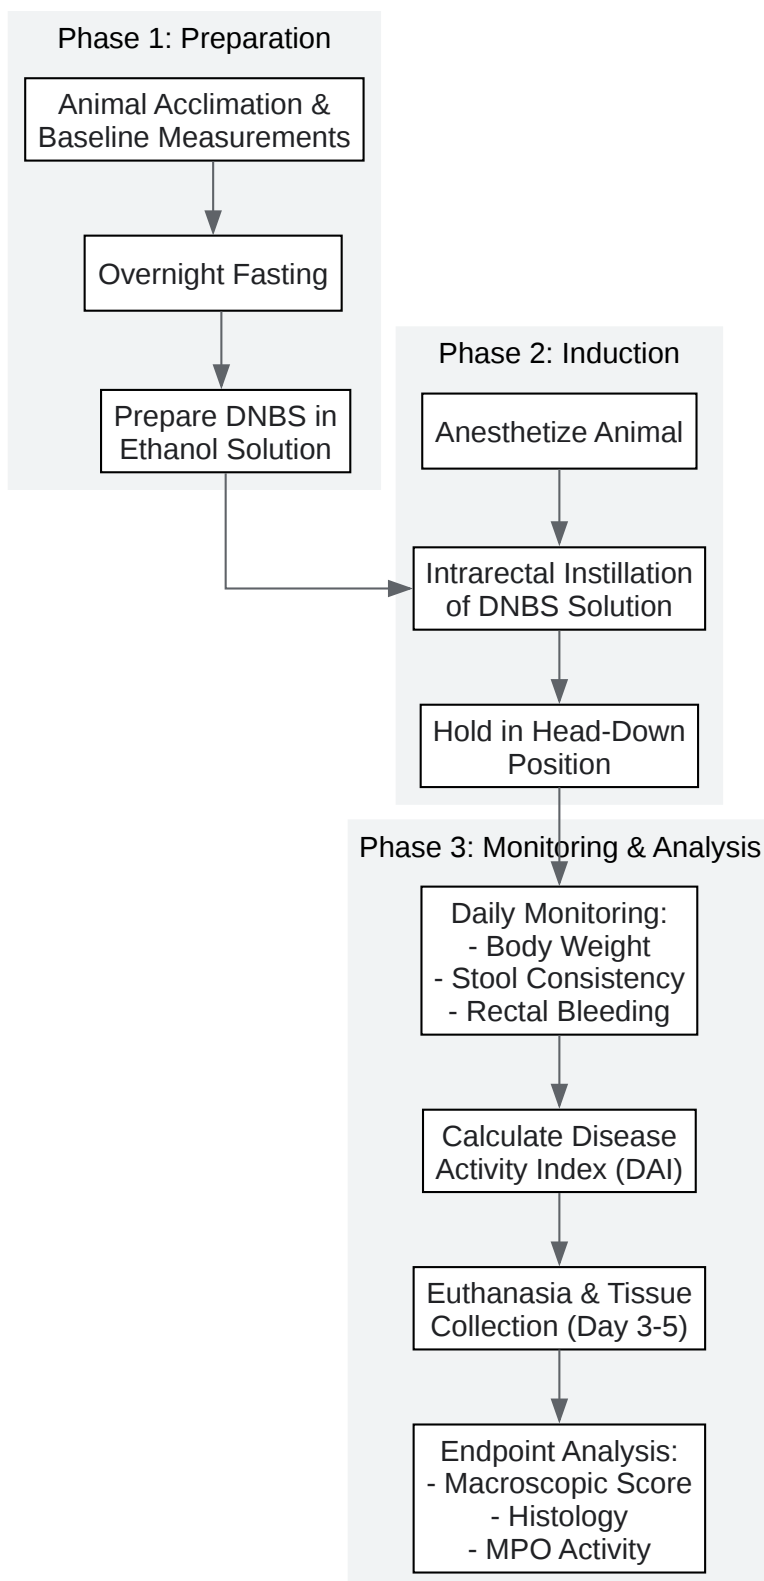 Phase 1: Preparation
Animal Acclimation &
Baseline Measurements
Overnight Fasting
Prepare DNBS in
Ethanol Solution
Phase 2: Induction
Anesthetize Animal
Intrarectal Instillation
of DNBS Solution
Hold in Head-Down
Position
Phase 3: Monitoring & Analysis
Daily Monitoring:
- Body Weight
- Stool Consistency
- Rectal Bleeding
Calculate Disease
Activity Index (DAI)
Euthanasia & Tissue
Collection (Day 3-5)
Endpoint Analysis:
- Macroscopic Score
- Histology
- MPO Activity